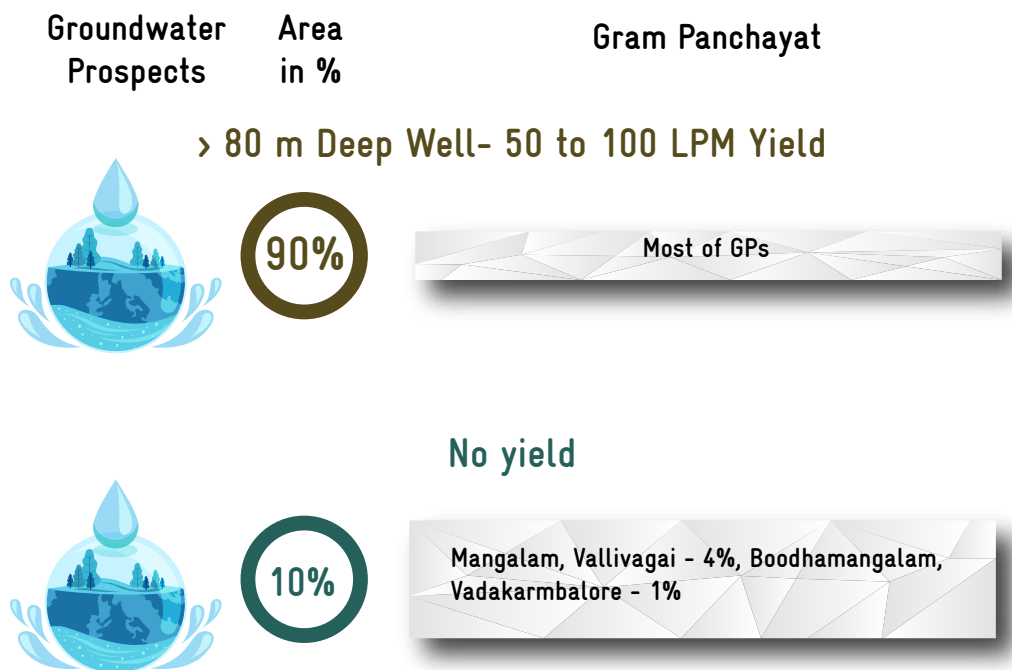 Groundwater Prospects
Area in %
Gram Panchayat
> 80 m Deep Well- 50 to 100 LPM Yield
90%
Most of GPs
No yield
10%
Mangalam, Vallivagai - 4%, Boodhamangalam,
Vadakarmbalore - 1%